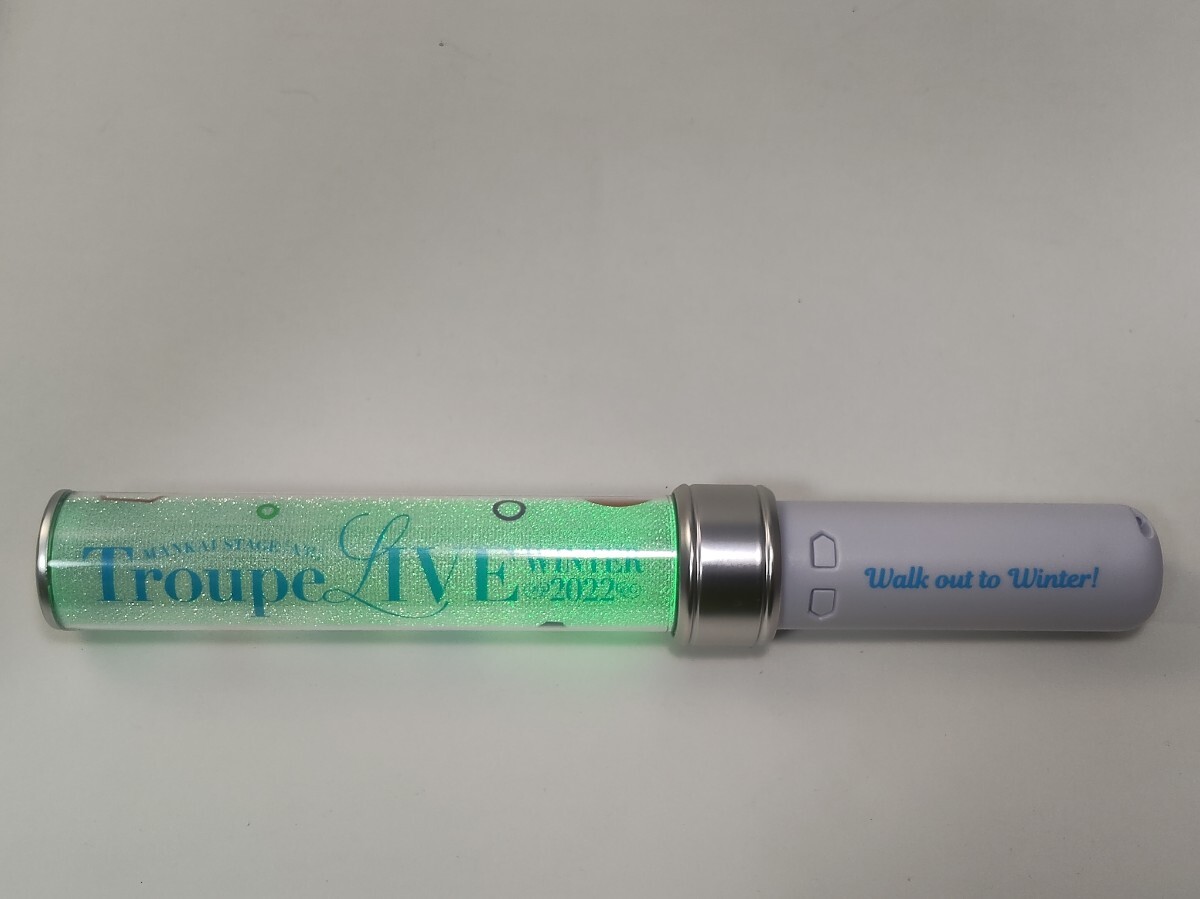 MANKAI STAGE『A3!』
Troupe LIVE
WINTER
2022
Walk out to Winter!